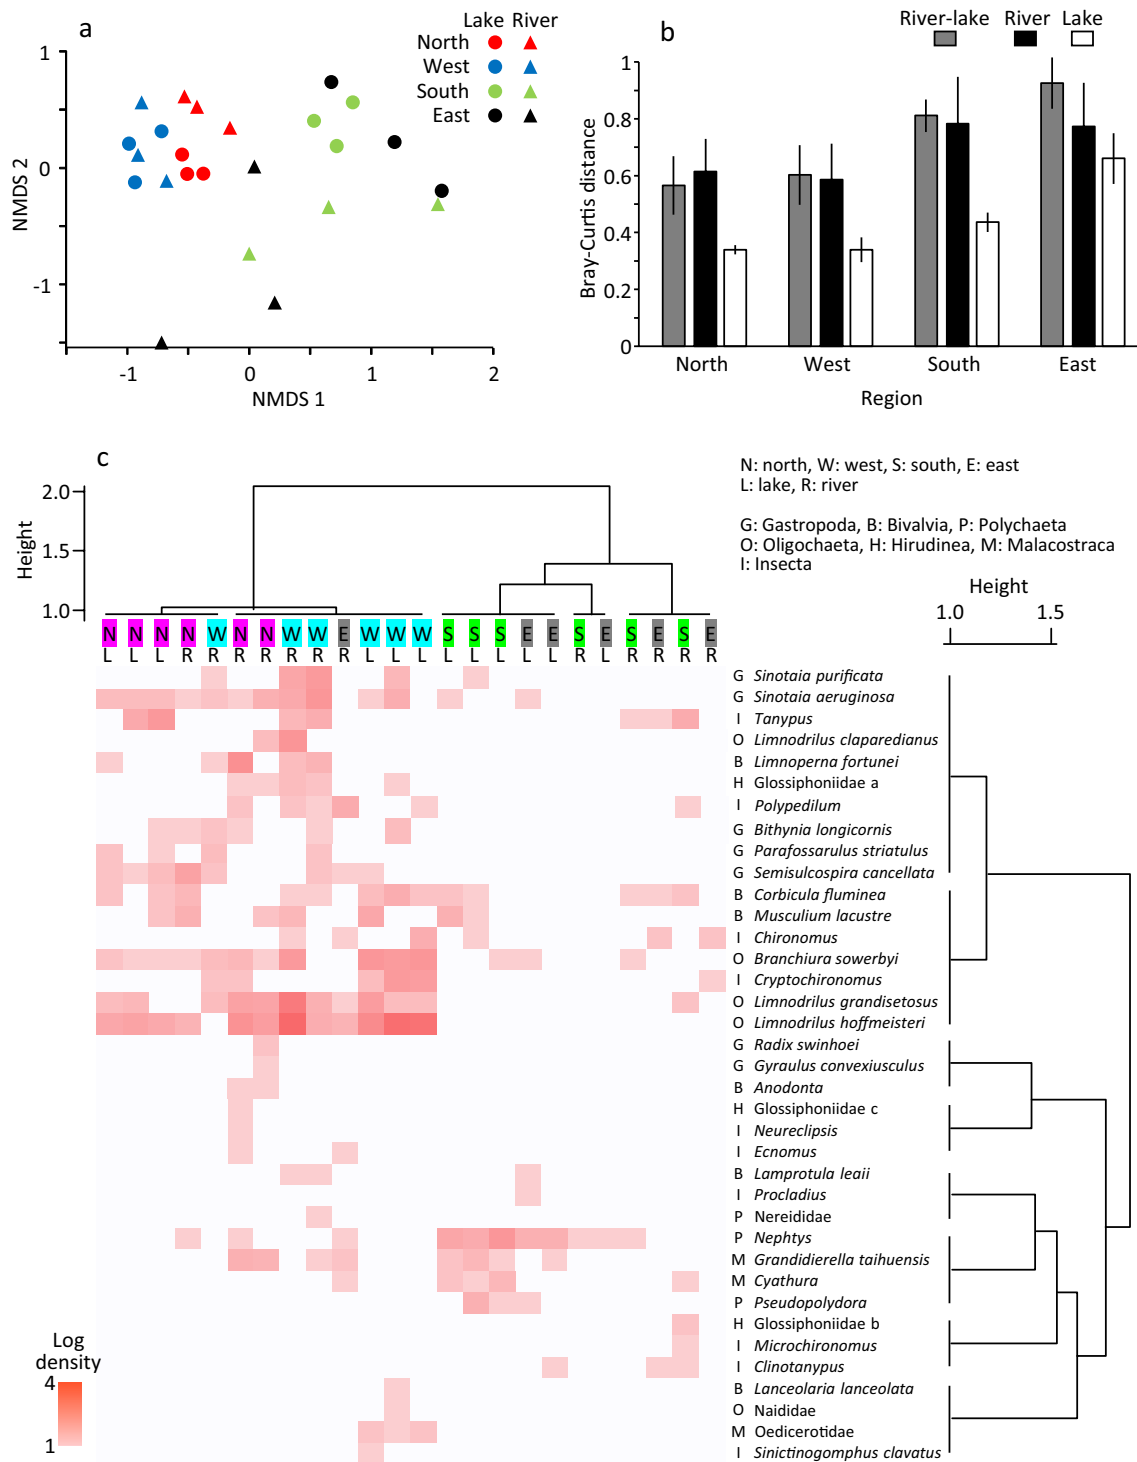 a
Lake River
North
West
South
East
1
0
-1
NMDS 2
-1 0 1 2
NMDS 1
b
River-lake River Lake
1
0.8
0.6
0.4
0.2
0
Bray-Curtis distance
North West South East
Region
c
2.0
1.5
1.0
Height
N: north, W: west, S: south, E: east
L: lake, R: river
G: Gastropoda, B: Bivalvia, P: Polychaeta
O: Oligochaeta, H: Hirudinea, M: Malacostraca
I: Insecta
Height
1.0 1.5
N N N N W N N W W E W W W S S S E E S E S E S E
L L L R R R R R R R L L L L L L L L R L R R R R
G Sinotaia purificata
G Sinotaia aeruginosa
I Tanypus
O Limnodrilus claparedianus
B Limnoperna fortunei
H Glossiphoniidae a
I Polypedilum
G Bithynia longicornis
G Parafossarulus striatulus
G Semisulcospira cancellata
B Corbicula fluminea
B Musculium lacustre
I Chironomus
O Branchiura sowerbyi
I Cryptochironomus
O Limnodrilus grandisetosus
O Limnodrilus hoffmeisteri
G Radix swinhoei
G Gyraulus convexiusculus
B Anodonta
H Glossiphoniidae c
I Neureclipsis
I Ecnomus
B Lamprotula leaii
I Procladius
P Nereididae
P Nephtys
M Grandidierella taihuensis
M Cyathura
P Pseudopolydora
H Glossiphoniidae b
I Microchironomus
I Clinotanypus
B Lanceolaria lanceolata
O Naididae
M Oedicerotidae
I Sinictinogomphus clavatus
Log
density
4
1